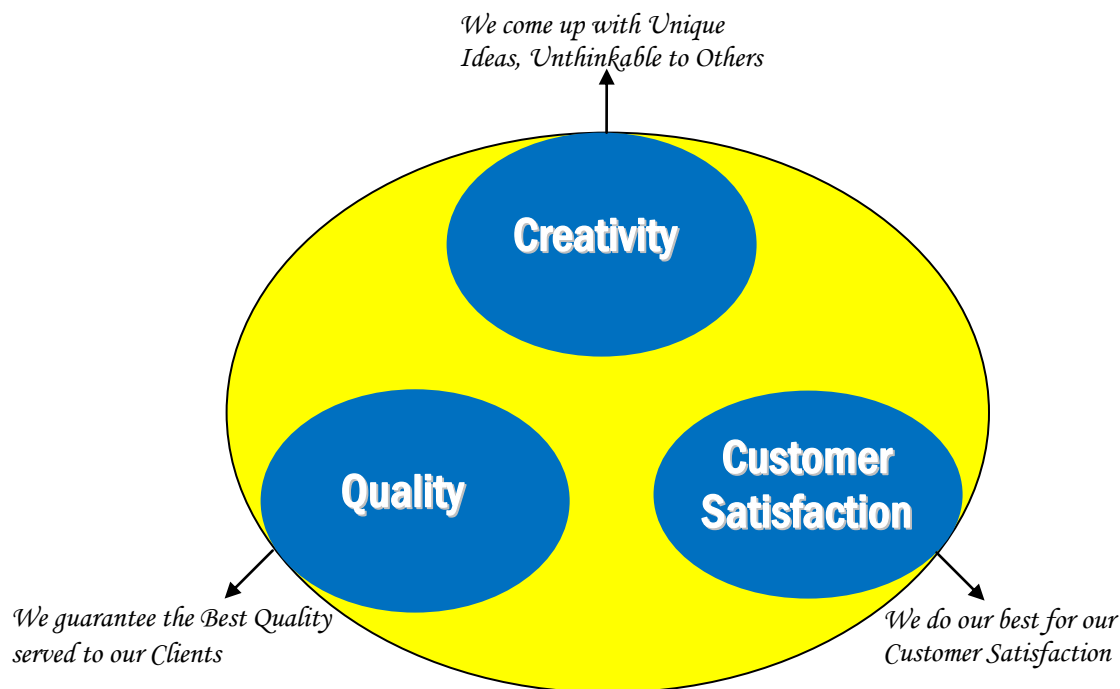 We come up with Unique
Ideas, Unthinkable to Others
Creativity
Quality
Customer
Satisfaction
We guarantee the Best Quality
served to our Clients
We do our best for our
Customer Satisfaction